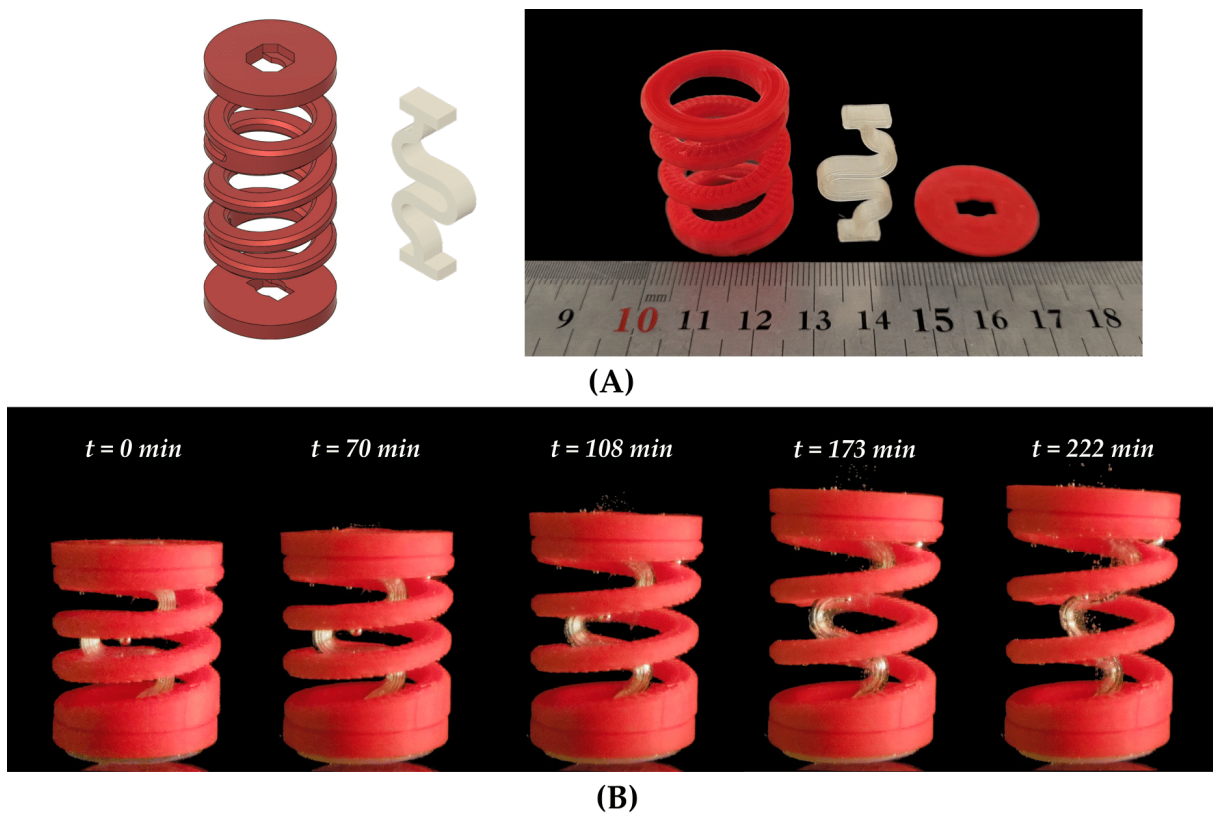 mm
9 10 11 12 13 14 15 16 17 18
(A)
t = 0 min t = 70 min t = 108 min t = 173 min t = 222 min
(B)